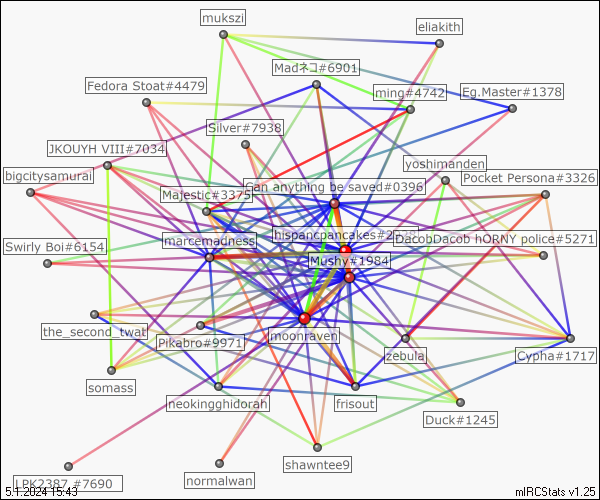 mukszi
eliakith
Madネコ#6901
Fedora Stoat#4479
ming#4742
Eg.Master#1378
Silver#7938
JKOUYH VIII#7034
yoshimanden
bigcitysamurai
Pocket Persona#3326
Majestic#3375
Can anything be saved#0396
marcemadness
hispancpancakes#2
DacobDacob hORNY police#5271
Swirly Boi#6154
Mushy#1984
the_second_twat
Pikabro#9971
moonraven
zebula
Cypha#1717
somass
neokingghidorah
frisout
Duck#1245
shawntee9
LPK2387 #7690
normalwan
5.1.2024 15:43
mIRCStats v1.25